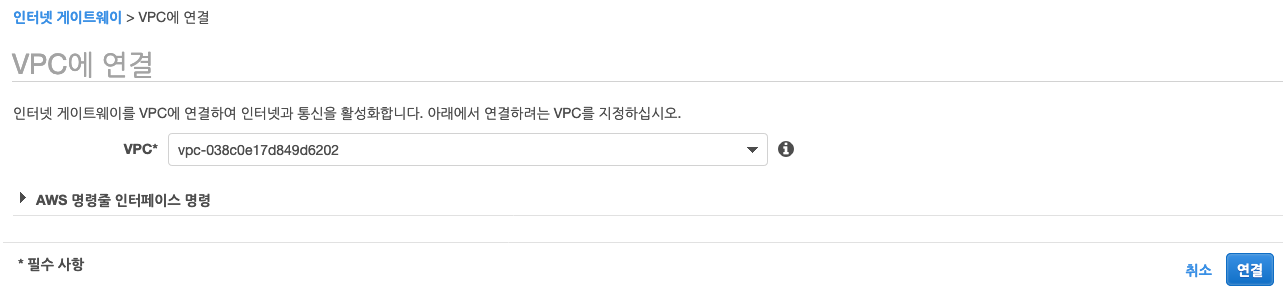 인터넷 게이트웨이 > VPC에 연결
VPC에 연결
인터넷 게이트웨이를 VPC에 연결하여 인터넷과 통신을 활성화합니다. 아래에서 연결하려는 VPC를 지정하십시오.
VPC* vpc-038c0e17d849d6202
AWS 명령줄 인터페이스 명령
* 필수 사항
취소 연결